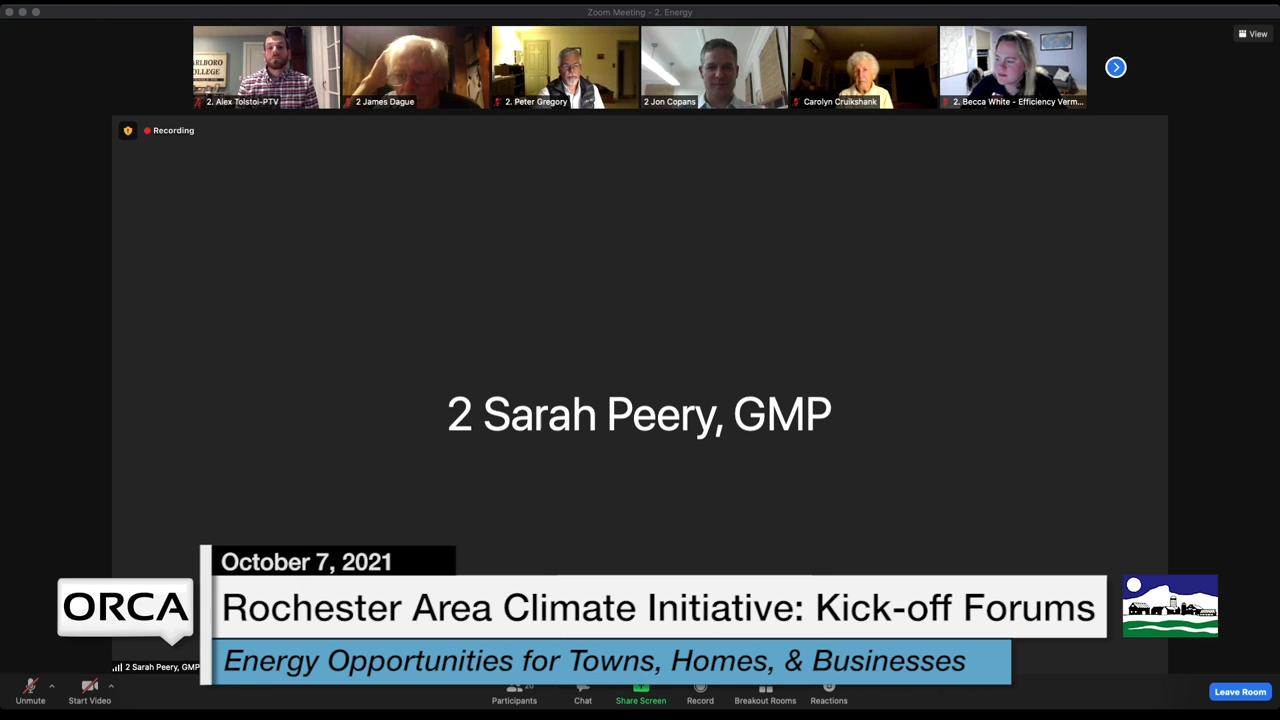 Zoom Meeting - 2. Energy
View
ARLBORO
COLLEGE
2. Alex Tolstoi-PTV
2 James Dague
2. Peter Gregory
2 Jon Copans
Carolyn Cruikshank
2. Becca White - Efficiency Verm...
Recording
2 Sarah Peery, GMP
October 7, 2021
ORCA
Rochester Area Climate Initiative: Kick-off Forums
Energy Opportunities for Towns, Homes, & Businesses
2 Sarah Peery, GMP
Unmute
Start Video
Participants
Chat
Share Screen
Record
Breakout Rooms
Reactions
Leave Room